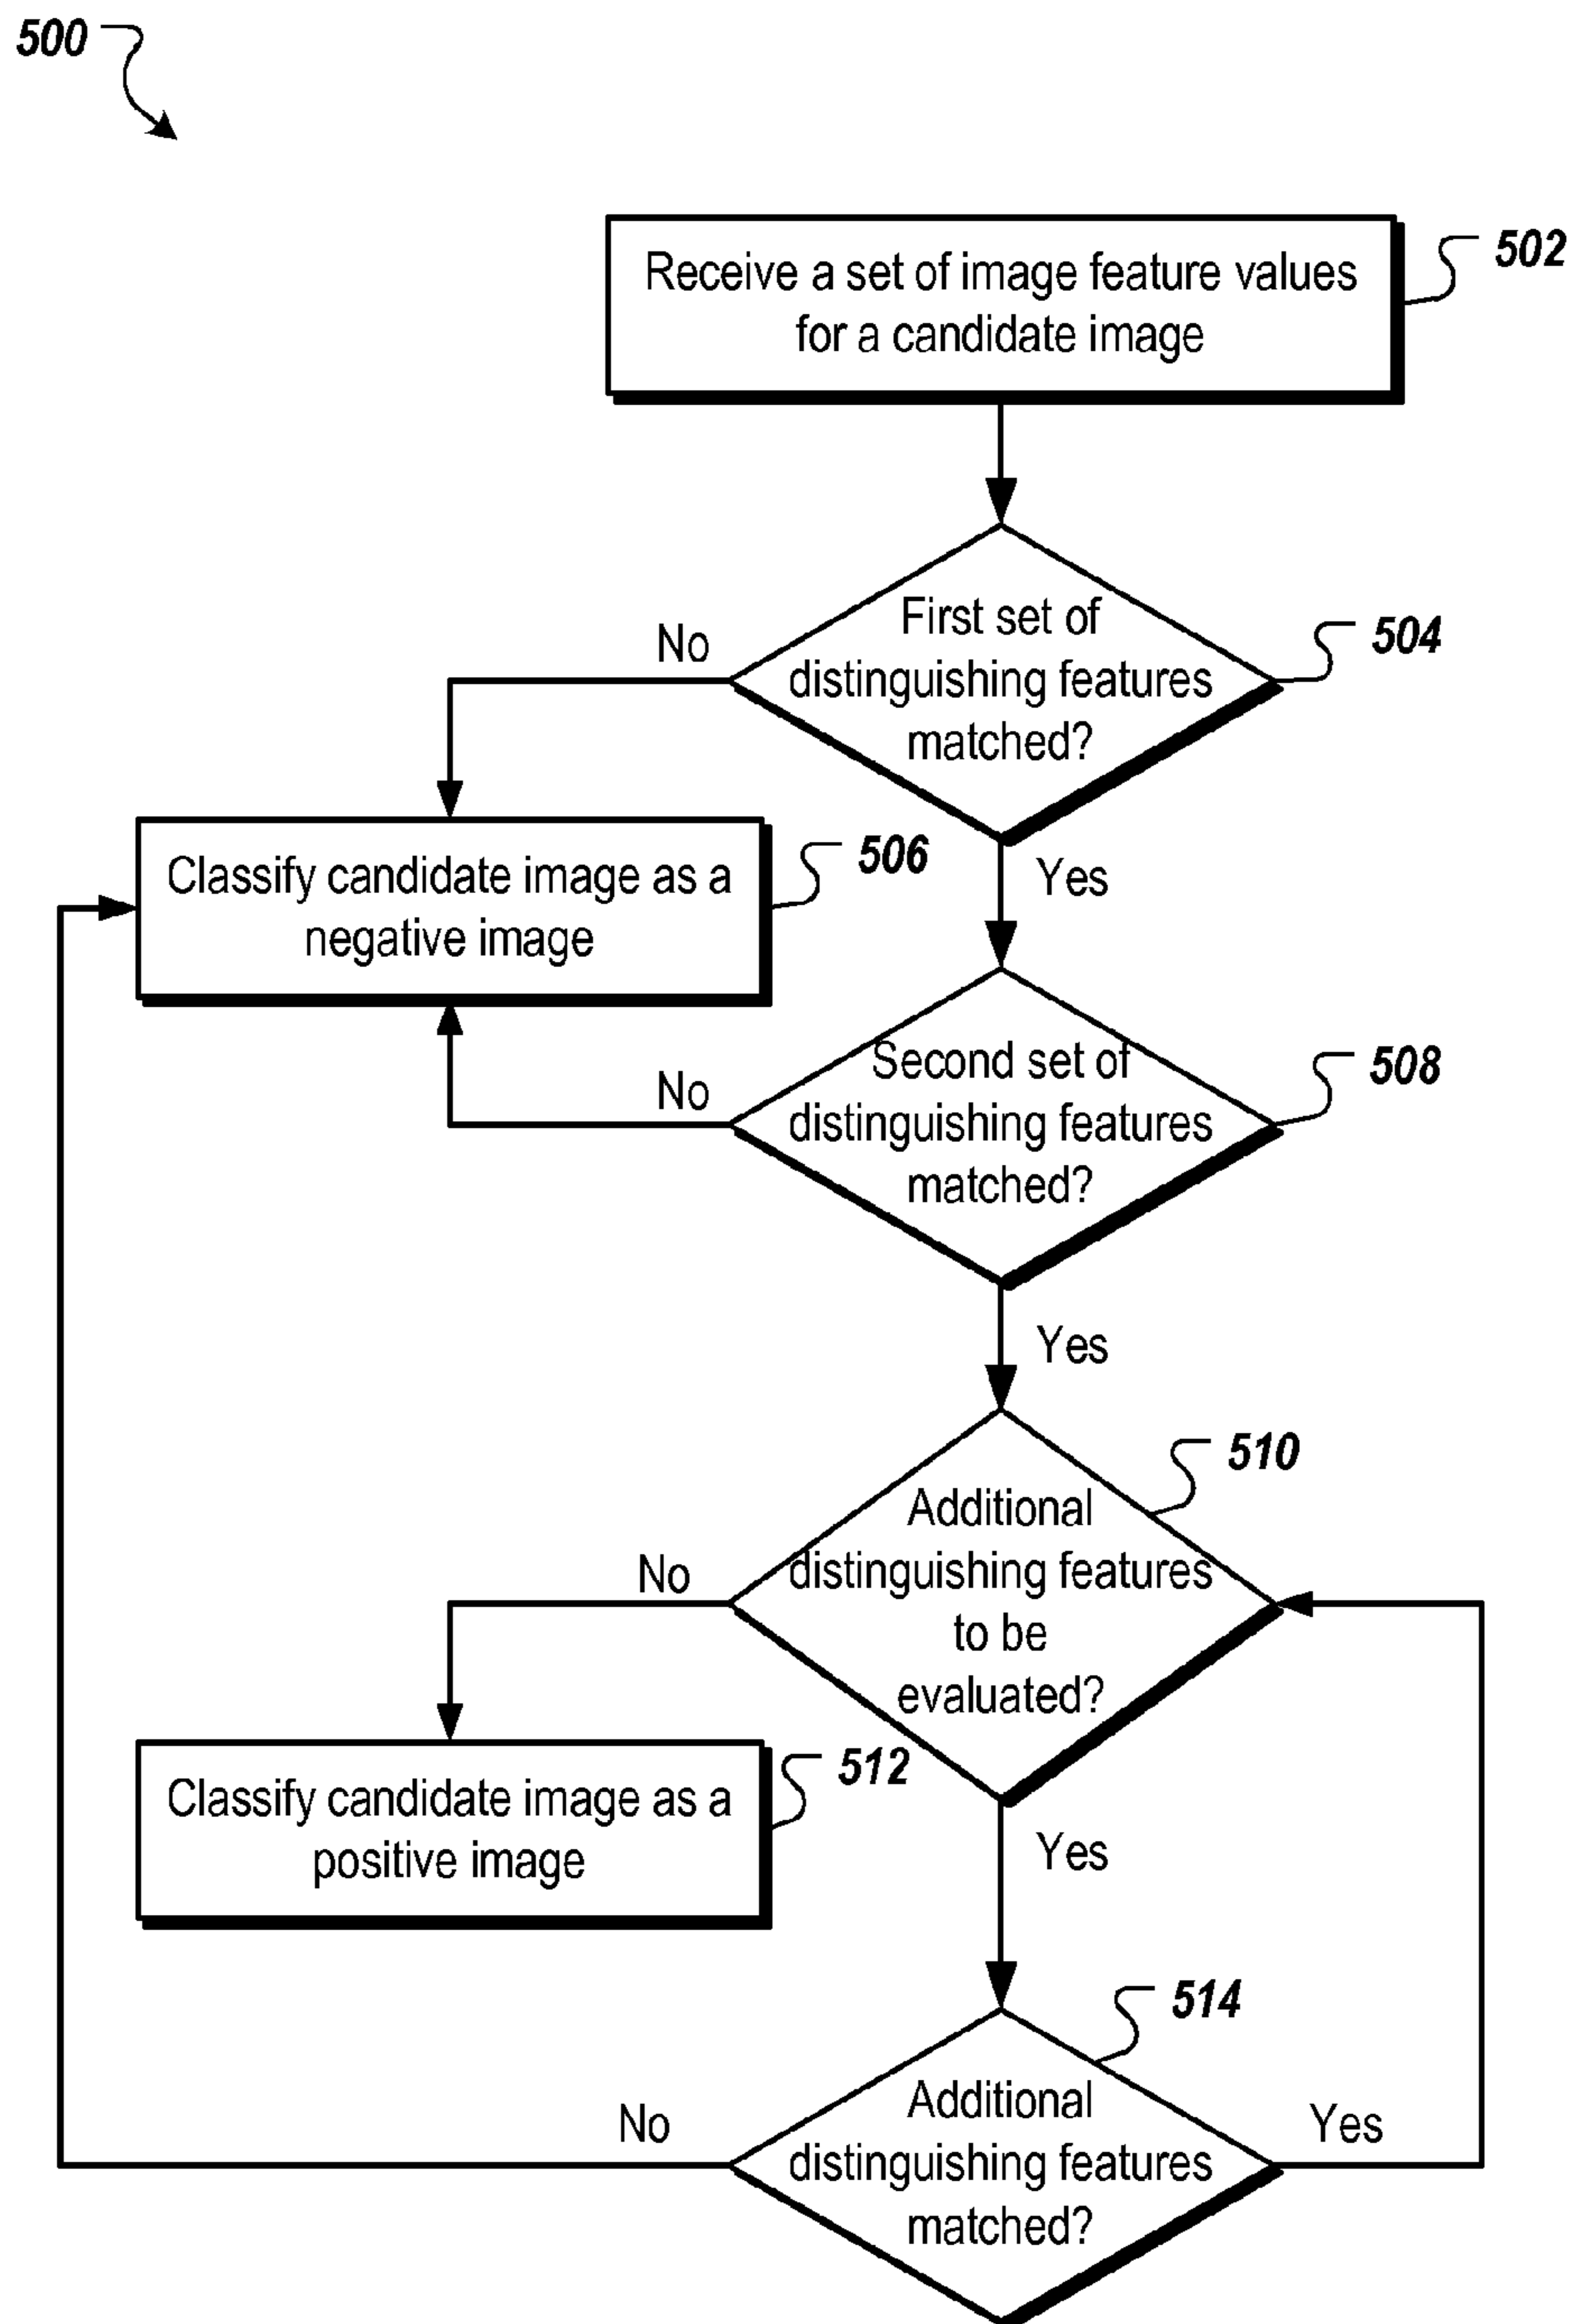 500
Receive a set of image feature values
for a candidate image
502
First set of
distinguishing features
matched?
504
No
Yes
Classify candidate image as a
negative image
506
Second set of
distinguishing features
matched?
508
No
Yes
Additional
distinguishing features
to be
evaluated?
510
No
Yes
Classify candidate image as a
positive image
512
Additional
distinguishing features
matched?
514
No
Yes